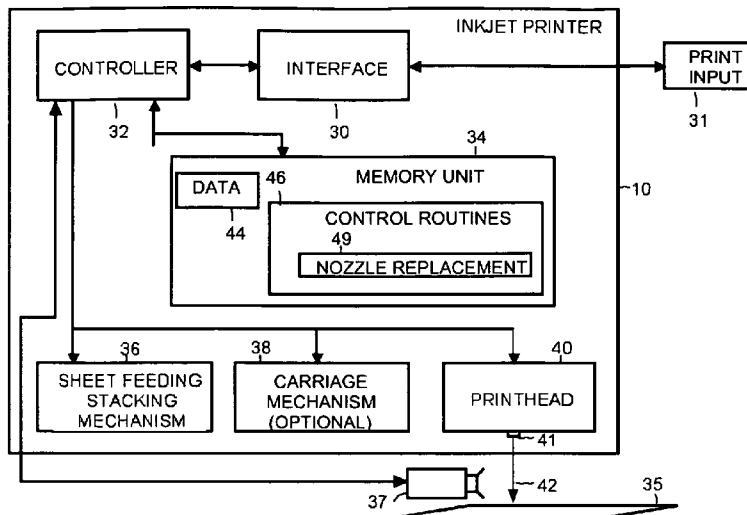 INKJET PRINTER
CONTROLLER
32
INTERFACE
30
PRINT
INPUT
31
34
MEMORY UNIT
DATA
44
46
CONTROL ROUTINES
49
NOZZLE REPLACEMENT
10
36
SHEET FEEDING
STACKING
MECHANISM
38
CARRIAGE
MECHANISM
(OPTIONAL)
40
PRINTHEAD
41
42
37
35